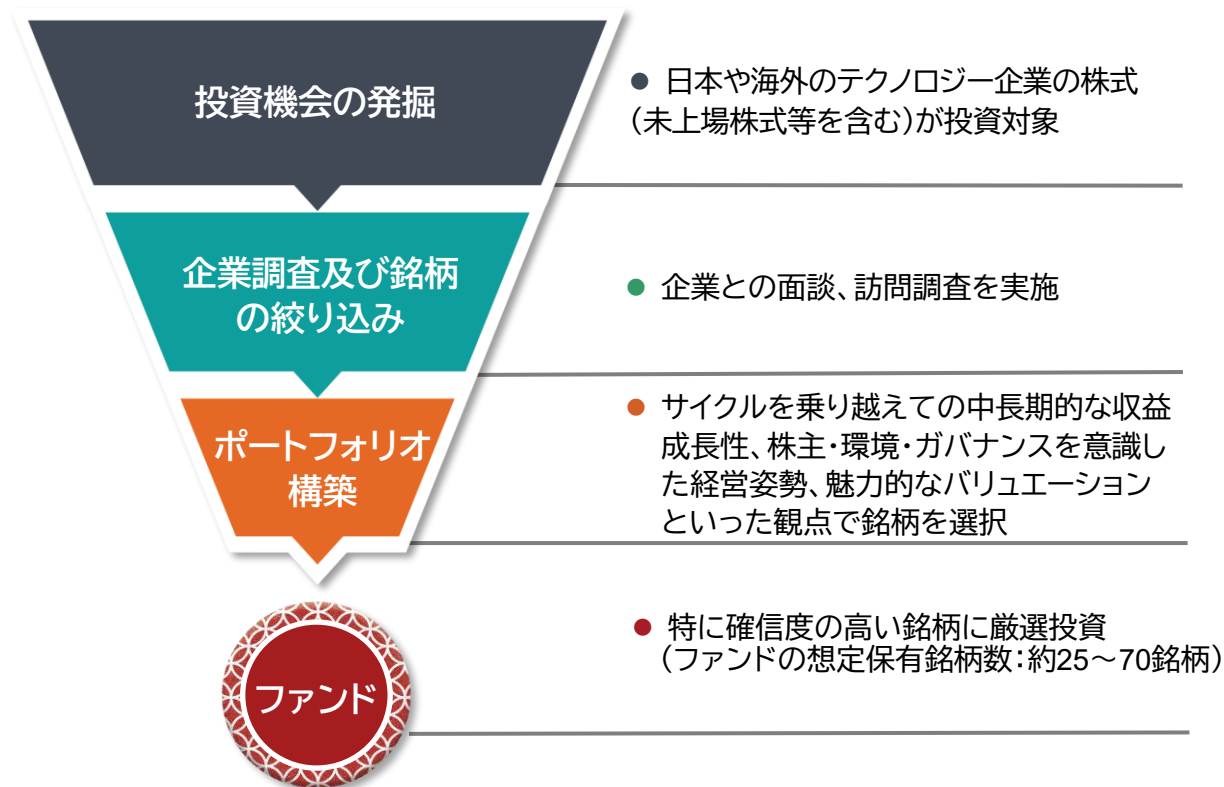 投資機会の発掘
● 日本や海外のテクノロジー企業の株式
(未上場株式等を含む)が投資対象
企業調査及び銘柄
の絞り込み
● 企業との面談、訪問調査を実施
ポートフォリオ
構築
● サイクルを乗り越えての中長期的な収益
成長性、株主・環境・ガバナンスを意識し
た経営姿勢、魅力的なバリュエーション
といった観点で銘柄を選択
ファンド
● 特に確信度の高い銘柄に厳選投資
(ファンドの想定保有銘柄数:約25～70銘柄)